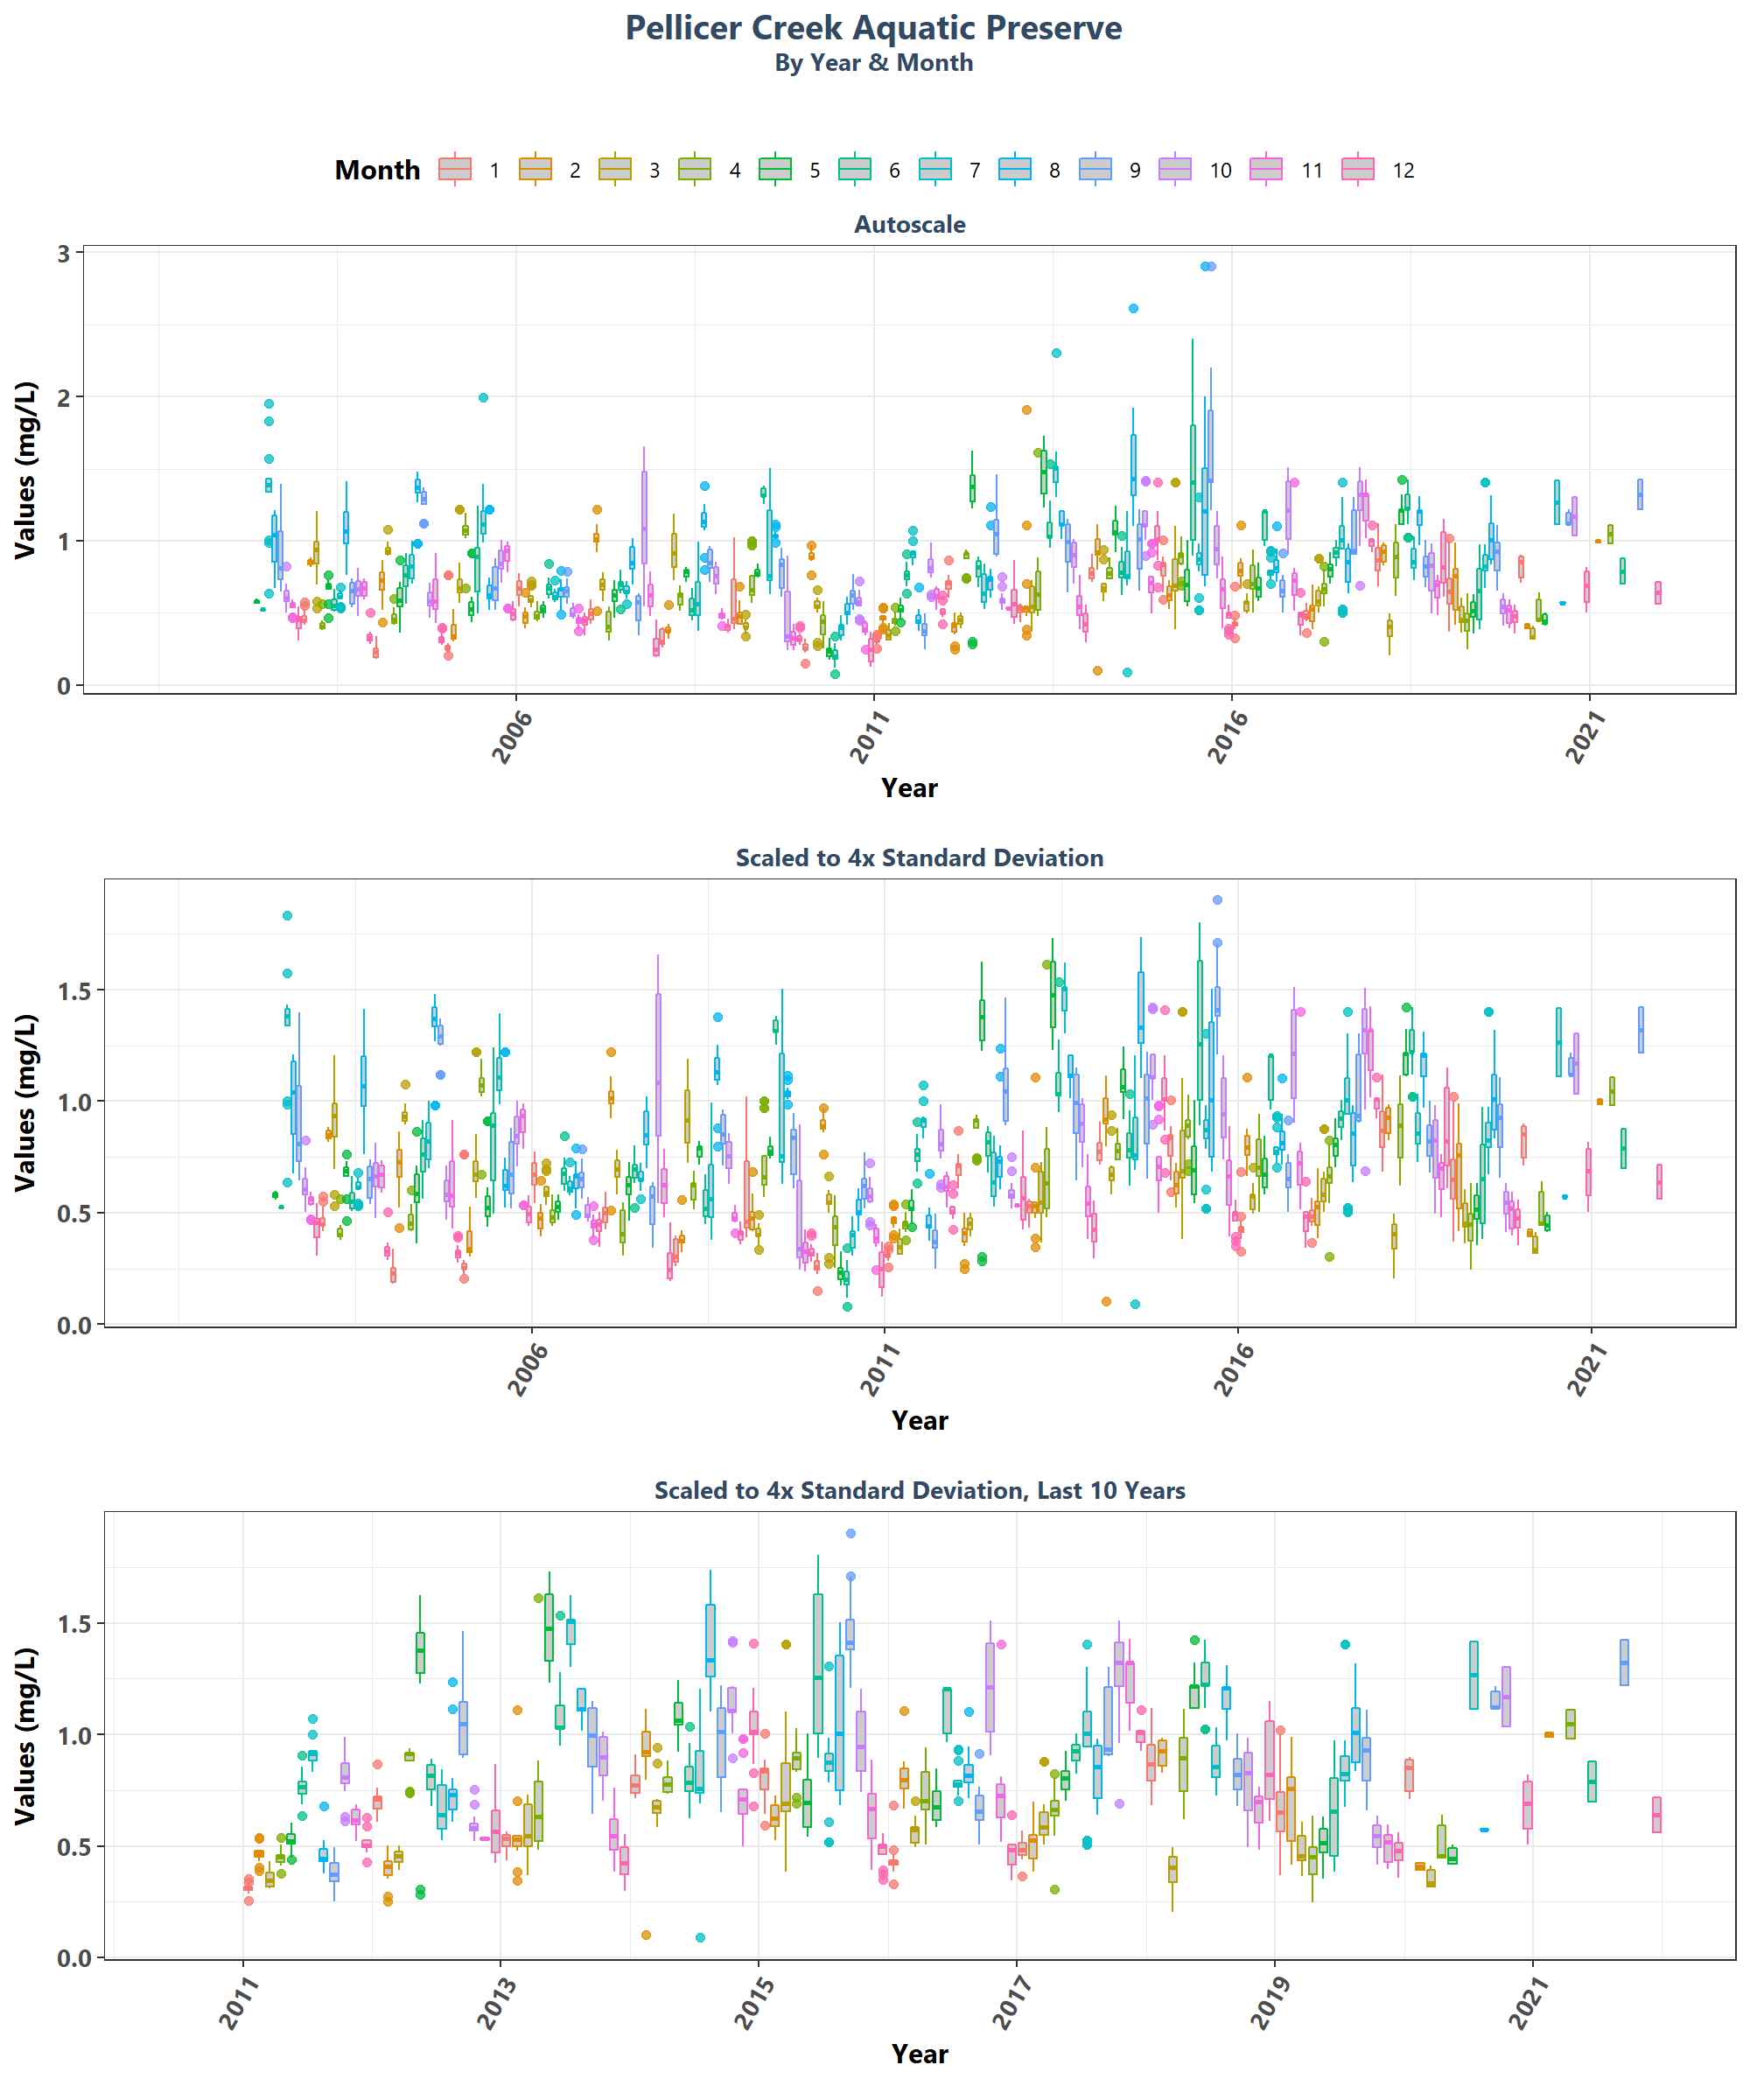 Pellicer Creek Aquatic Preserve
By Year & Month
Month 1 2 3 4 5 6 7 8 9 10 11 12
Autoscale
Values (mg/L)
3
2
1
0
2006 2011 2016 2021
Year
Scaled to 4x Standard Deviation
Values (mg/L)
1.5
1.0
0.5
0.0
2006 2011 2016 2021
Year
Scaled to 4x Standard Deviation, Last 10 Years
Values (mg/L)
1.5
1.0
0.5
0.0
2011 2013 2015 2017 2019 2021
Year